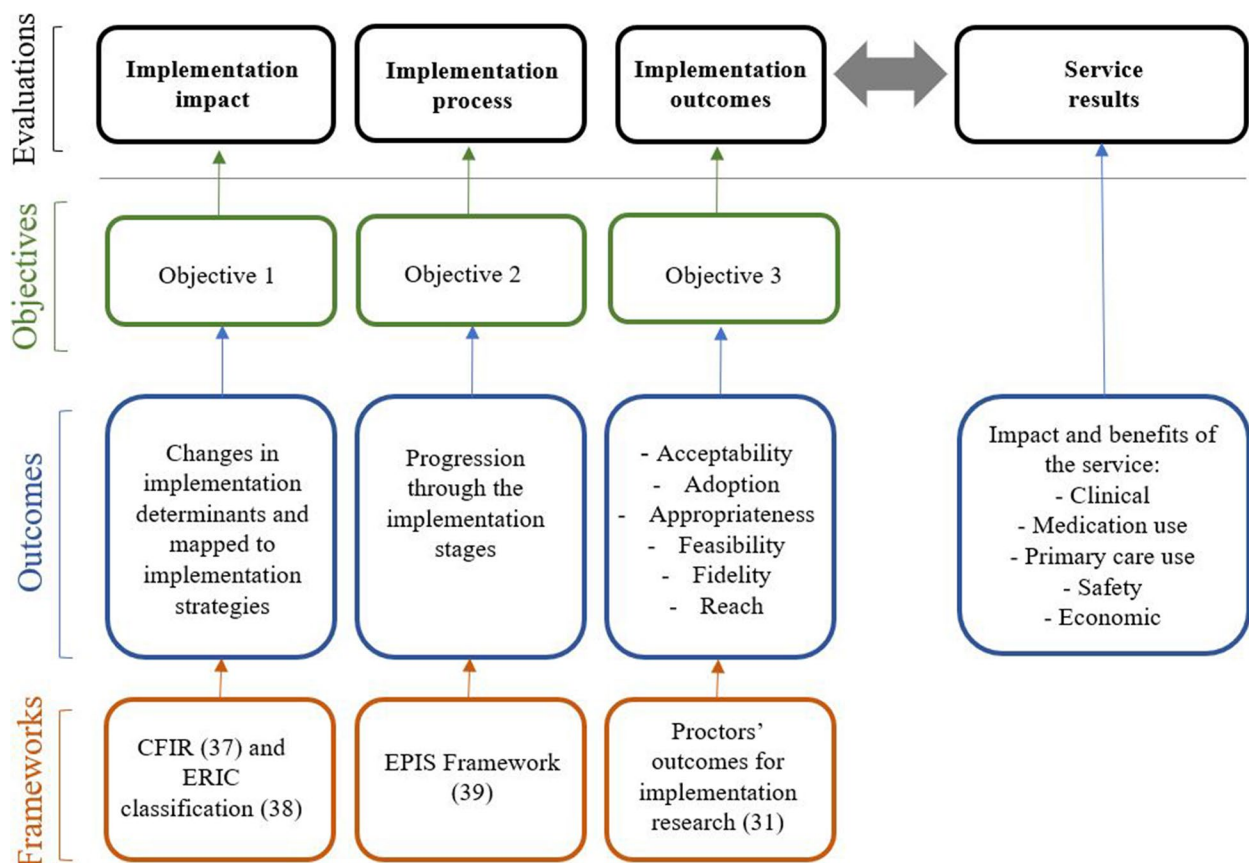 Evaluations
Implementation
impact
Implementation
process
Implementation
outcomes
Service
results
Objectives
Objective 1
Objective 2
Objective 3
Outcomes
Changes in
implementation
determinants and
mapped to
implementation
strategies
Progression
through the
implementation
stages
- Acceptability
- Adoption
- Appropriateness
- Feasibility
- Fidelity
- Reach
Impact and benefits of
the service:
- Clinical
- Medication use
- Primary care use
- Safety
- Economic
Frameworks
CFIR (37) and
ERIC
classification (38)
EPIS Framework
(39)
Proctors’
outcomes for
implementation
research (31)